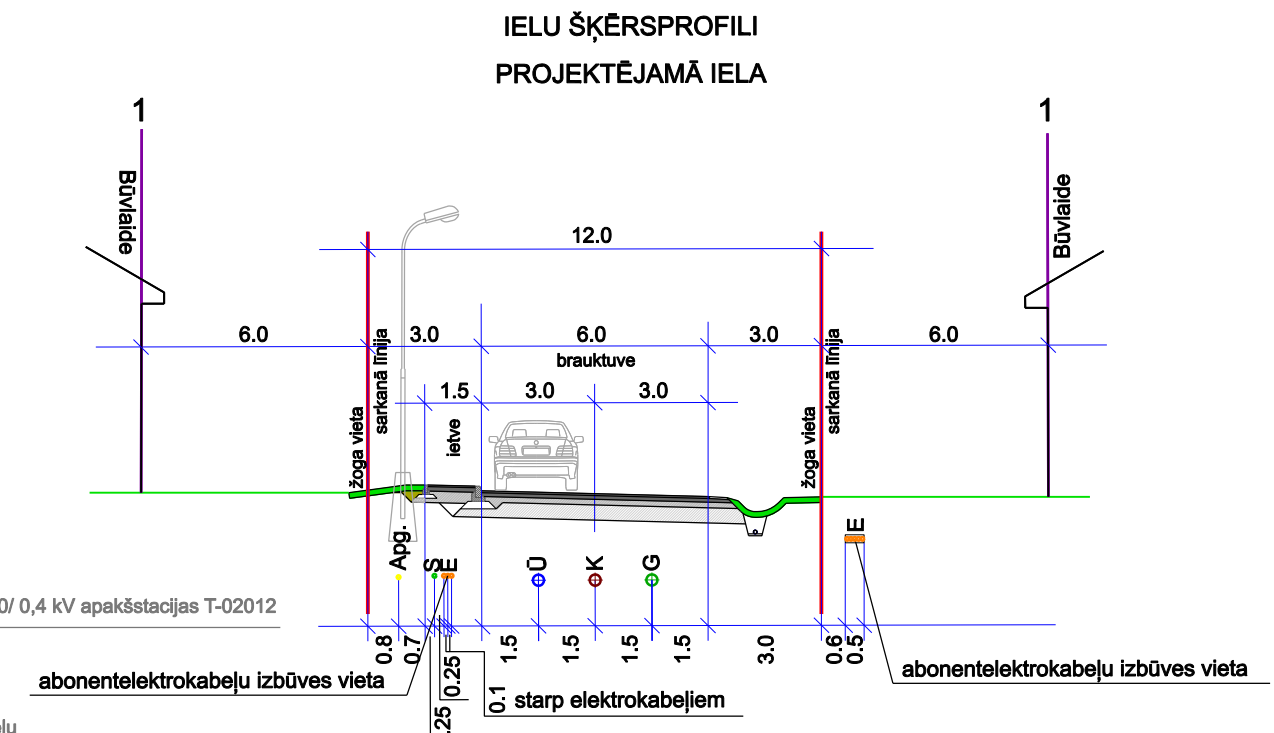 IELU ŠĶĒRSPROFILI
PROJEKTĒJAMĀ IELA
1
1
Būvlaide
Būvlaide
12.0
6.0
3.0
6.0
3.0
6.0
brauktuve
1.5
3.0
3.0
žoga vieta
sarkanā līnija
ietve
žoga vieta
sarkanā līnija
Apg.
S
E
Ū
K
G
E
0/ 0,4 kV apakšstacijas T-02012
0.8
0.7
0.25
1.5
1.5
1.5
1.5
3.0
0.6
0.5
abonentelektrokabeļu izbūves vieta
abonentelektrokabeļu izbūves vieta
0.1
starp elektrokabeļiem
.25